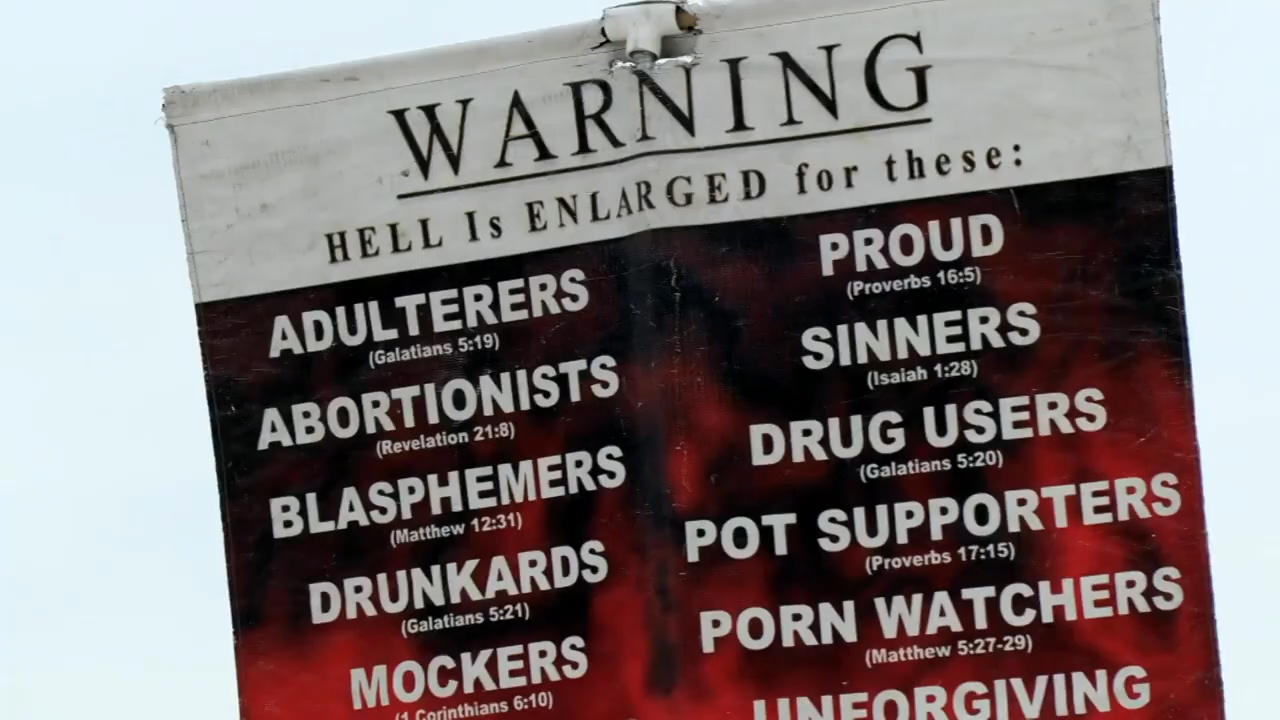 WARNING
HELL Is ENLARGED for these:
ADULTERERS
(Galatians 5:19)
ABORTIONISTS
(Revelation 21:8)
BLASPHEMERS
(Matthew 12:31)
DRUNKARDS
(Galatians 5:21)
MOCKERS
(1 Corinthians 6:10)
PROUD
(Proverbs 16:5)
SINNERS
(Isaiah 1:28)
DRUG USERS
(Galatians 5:20)
POT SUPPORTERS
(Proverbs 17:15)
PORN WATCHERS
(Matthew 5:27-29)
UNFORGIVING